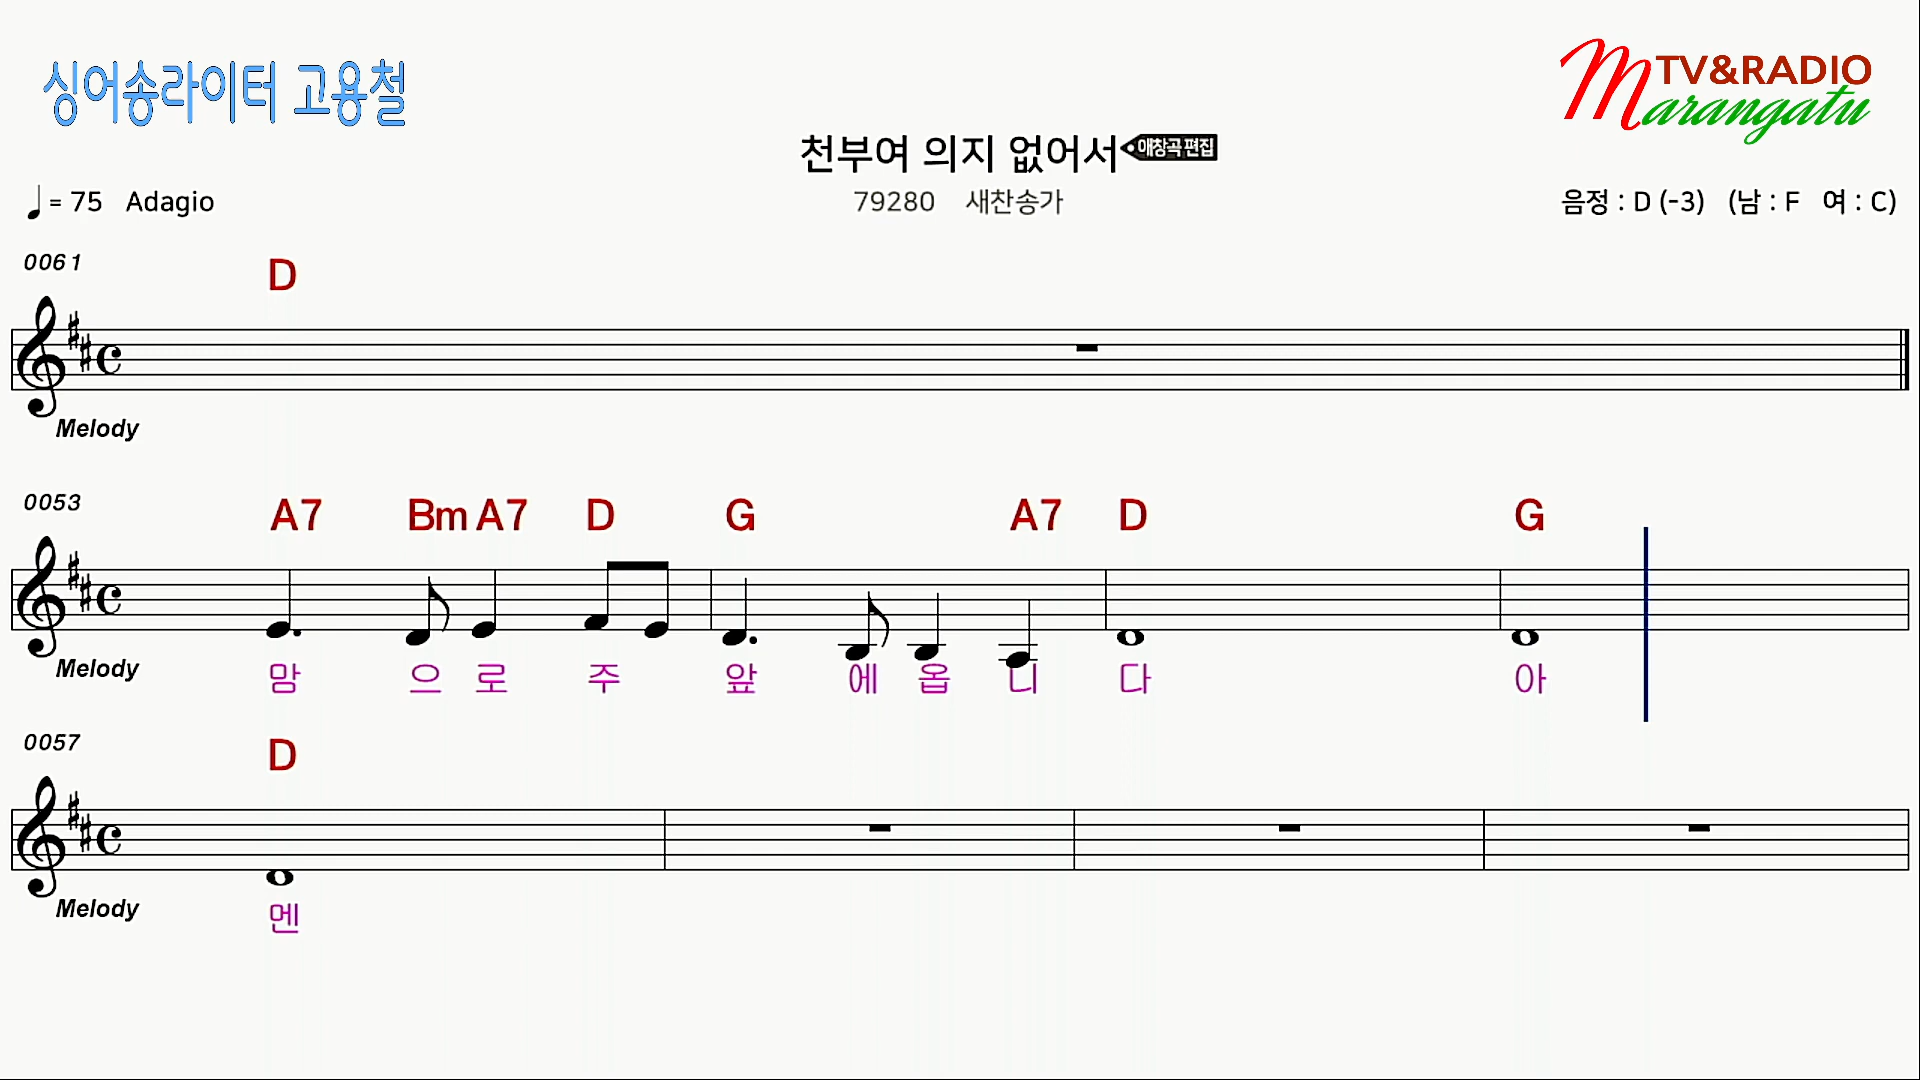 싱어송라이터 고용철
TV&RADIO
Marangatu
천부여 의지 없어서 애창곡 편집
♩ = 75 Adagio
79280 새찬송가
음정 : D (-3) (남 : F 여 : C)
0061
D
Melody
0053
A7 Bm A7 D G A7 D G
Melody
맘 으 로 주 앞 에 옵 니 다 아
0057
D
Melody
멘